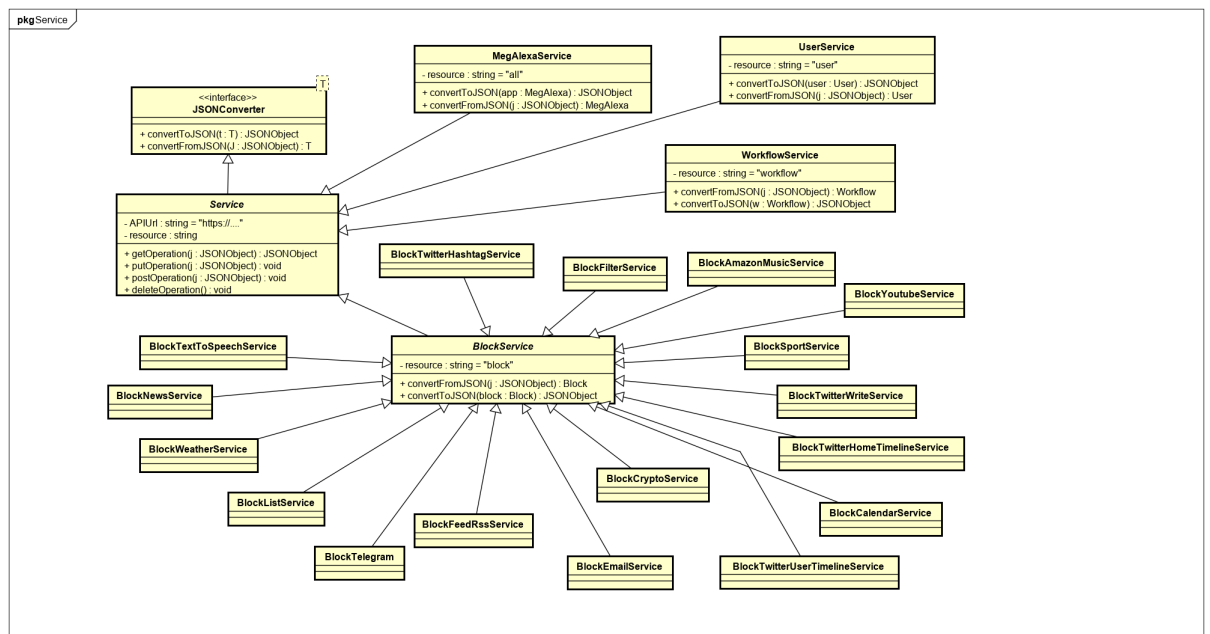 pkg Service
MegAlexaService
- resource : string = "all"
+ convertToJSON(app : MegAlexa) : JSONObject
+ convertFromJSON(j : JSONObject) : MegAlexa
UserService
- resource : string = "user"
+ convertToJSON(user : User) : JSONObject
+ convertFromJSON(j : JSONObject) : User
T
<<interface>>
JSONConverter
+ convertToJSON(t : T) : JSONObject
+ convertFromJSON(J : JSONObject) : T
WorkflowService
- resource : string = "workflow"
+ convertFromJSON(j : JSONObject) : Workflow
+ convertToJSON(w : Workflow) : JSONObject
Service
- APIUrl : string = "https://...."
- resource : string
+ getOperation(j : JSONObject) : JSONObject
+ putOperation(j : JSONObject) : void
+ postOperation(j : JSONObject) : void
+ deleteOperation() : void
BlockTwitterHashtagService
BlockFilterService
BlockAmazonMusicService
BlockYoutubeService
BlockTextToSpeechService
BlockService
- resource : string = "block"
+ convertFromJSON(j : JSONObject) : Block
+ convertToJSON(block : Block) : JSONObject
BlockSportService
BlockNewsService
BlockTwitterWriteService
BlockWeatherService
BlockTwitterHomeTimelineService
BlockCryptoService
BlockListService
BlockCalendarService
BlockFeedRssService
BlockTelegram
BlockEmailService
BlockTwitterUserTimelineService